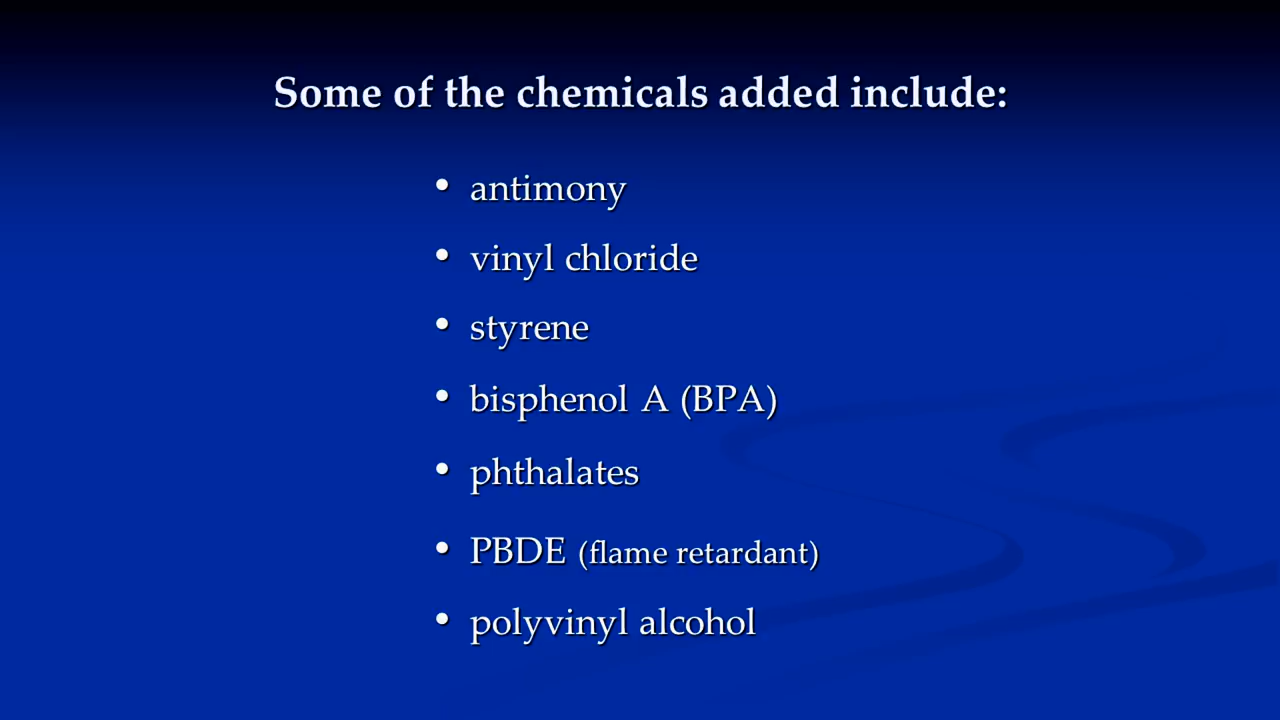 Some of the chemicals added include:
• antimony
• vinyl chloride
• styrene
• bisphenol A (BPA)
• phthalates
• PBDE (flame retardant)
• polyvinyl alcohol